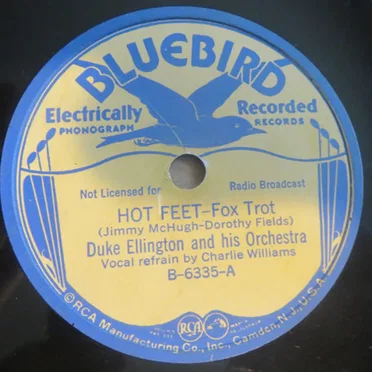 BLUEBIRD
Electrically Recorded
PHONOGRAPH RECORDS
Not Licensed for Radio Broadcast
HOT FEET-Fox Trot
(Jimmy McHugh-Dorothy Fields)
Duke Ellington and his Orchestra
Vocal refrain by Charlie Williams
B-6335-A
RCA
©RCA Manufacturing Co., Inc., Camden, N.J., U.S.A.